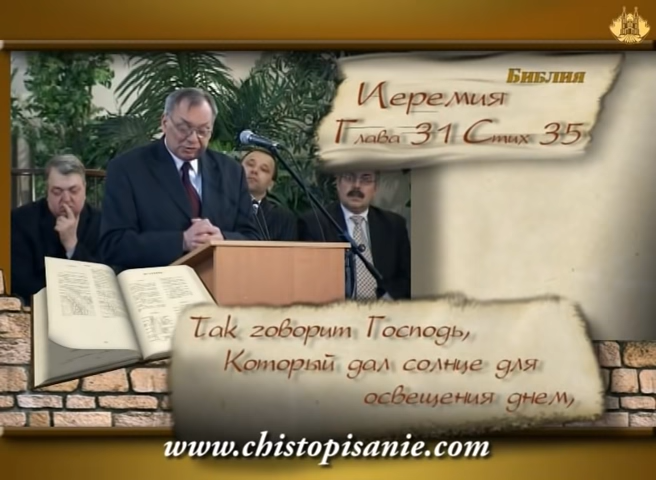 Библия
Иеремия
Глава 31 Стих 35
Так говорит Господь,
Который дал солнце для
освещения днем,
www.chistopisanie.com